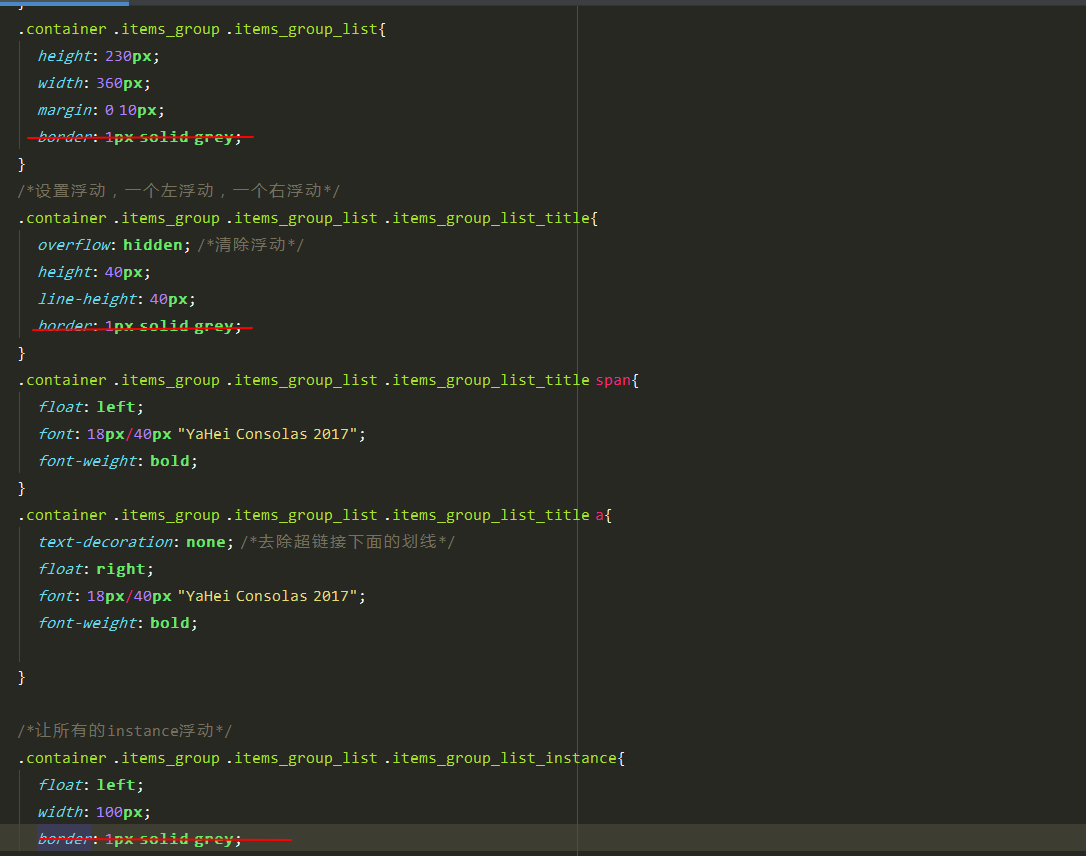 }
.container .items_group .items_group_list{
height: 230px;
width: 360px;
margin: 0 10px;
border: 1px solid grey;
}
/*设置浮动，一个左浮动，一个右浮动*/
.container .items_group .items_group_list .items_group_list_title{
overflow: hidden; /*清除浮动*/
height: 40px;
line-height: 40px;
border: 1px solid grey;
}
.container .items_group .items_group_list .items_group_list_title span{
float: left;
font: 18px/40px "YaHei Consolas 2017";
font-weight: bold;
}
.container .items_group .items_group_list .items_group_list_title a{
text-decoration: none; /*去除超链接下面的划线*/
float: right;
font: 18px/40px "YaHei Consolas 2017";
font-weight: bold;
}
/*让所有的instance浮动*/
.container .items_group .items_group_list .items_group_list_instance{
float: left;
width: 100px;
border: 1px solid grey;